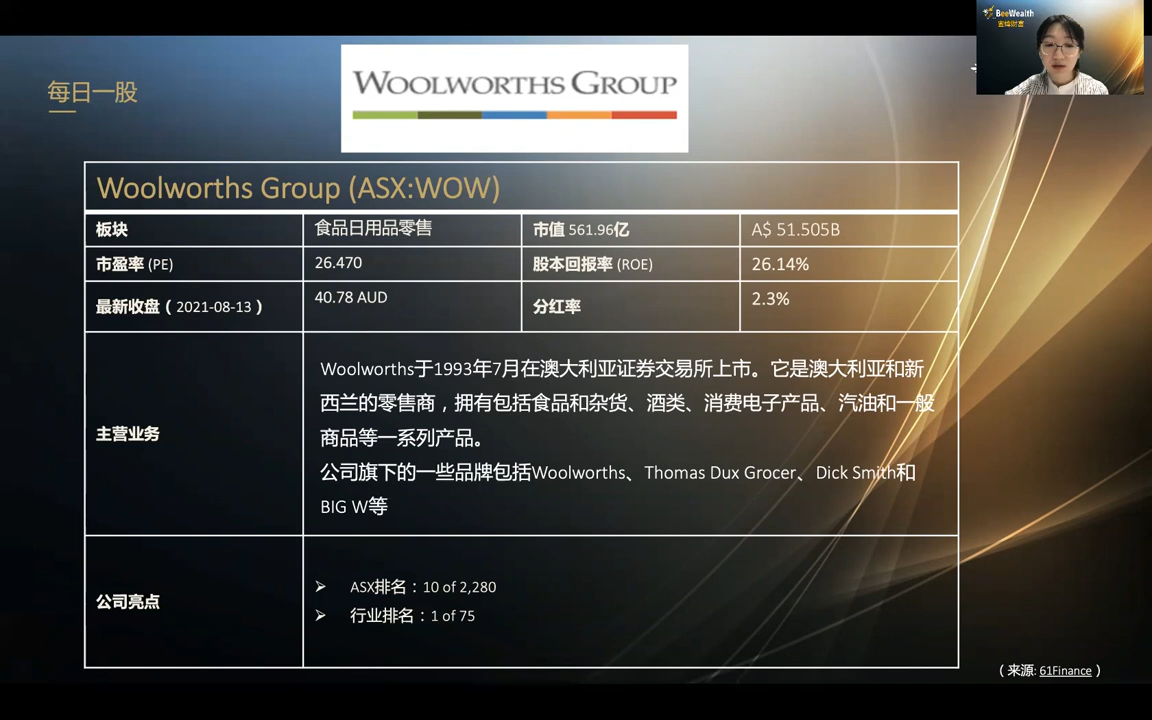 BeeWealth
每日一股
WOOLWORTHS GROUP
Woolworths Group (ASX:WOW)
板块 食品日用品零售 市值 561.96亿 A$ 51.505B
市盈率 (PE) 26.470 股本回报率 (ROE) 26.14%
最新收盘（2021-08-13） 40.78 AUD 分红率 2.3%
主营业务
Woolworths于1993年7月在澳大利亚证券交易所上市。它是澳大利亚和新
西兰的零售商，拥有包括食品和杂货、酒类、消费电子产品、汽油和一般
商品等一系列产品。
公司旗下的一些品牌包括Woolworths、Thomas Dux Grocer、Dick Smith和
BIG W等
公司亮点
➢ ASX排名：10 of 2,280
➢ 行业排名：1 of 75
（来源: 61Finance）